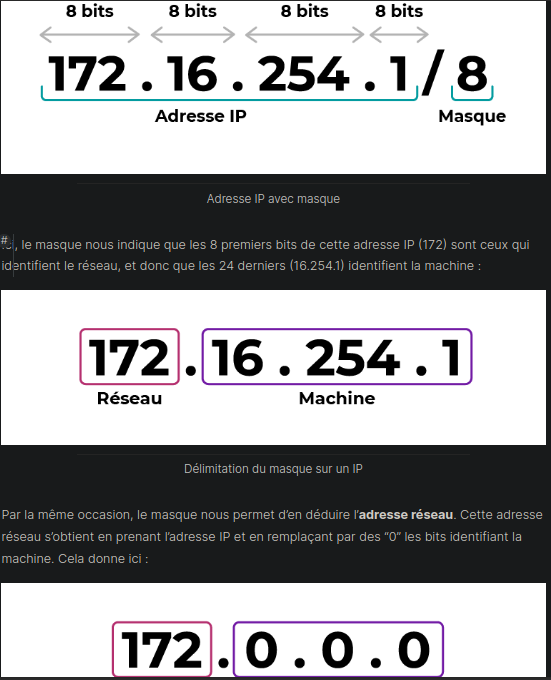 8 bits 8 bits 8 bits 8 bits
172 . 16 . 254 . 1 / 8
Adresse IP Masque
Adresse IP avec masque
#
, le masque nous indique que les 8 premiers bits de cette adresse IP (172) sont ceux qui
identifient le réseau, et donc que les 24 derniers (16.254.1) identifient la machine :
172 . 16 . 254 . 1
Réseau Machine
Délimitation du masque sur un IP
Par la même occasion, le masque nous permet d’en déduire l’adresse réseau. Cette adresse
réseau s’obtient en prenant l’adresse IP et en remplaçant par des “0” les bits identifiant la
machine. Cela donne ici :
172 . 0 . 0 . 0